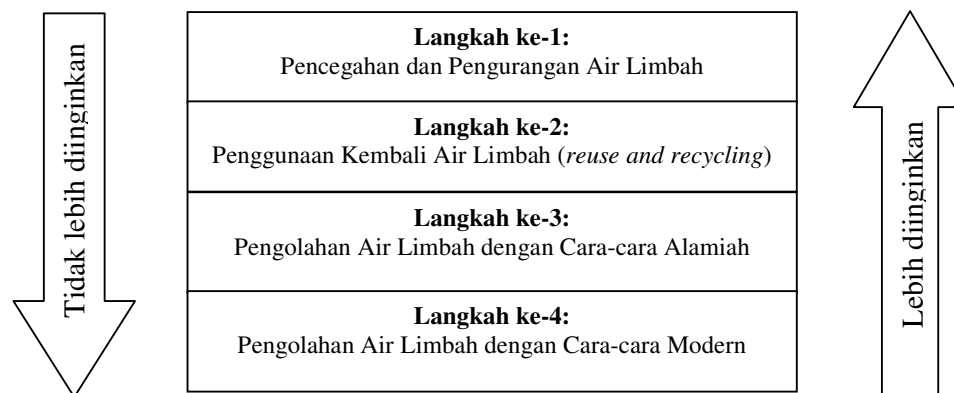 Tidak lebih diinginkan
Langkah ke-1:
Pencegahan dan Pengurangan Air Limbah
Langkah ke-2:
Penggunaan Kembali Air Limbah (reuse and recycling)
Langkah ke-3:
Pengolahan Air Limbah dengan Cara-cara Alamiah
Langkah ke-4:
Pengolahan Air Limbah dengan Cara-cara Modern
Lebih diinginkan